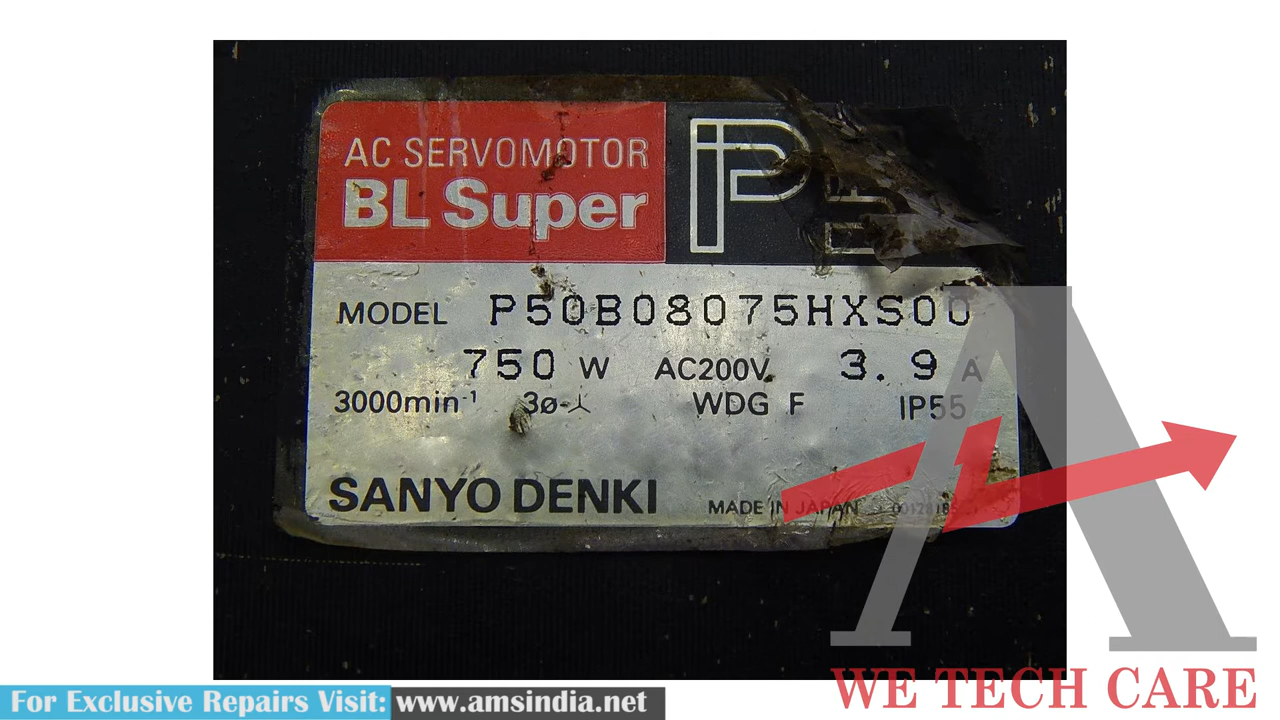 AC SERVOMOTOR
BL Super
P
MODEL P50B08075HXS00
750 W AC200V 3.9 A
3000min⁻¹ 3ø-⅄ WDG F IP55
SANYO DENKI MADE IN JAPAN
WE TECH CARE
For Exclusive Repairs Visit: www.amsindia.net